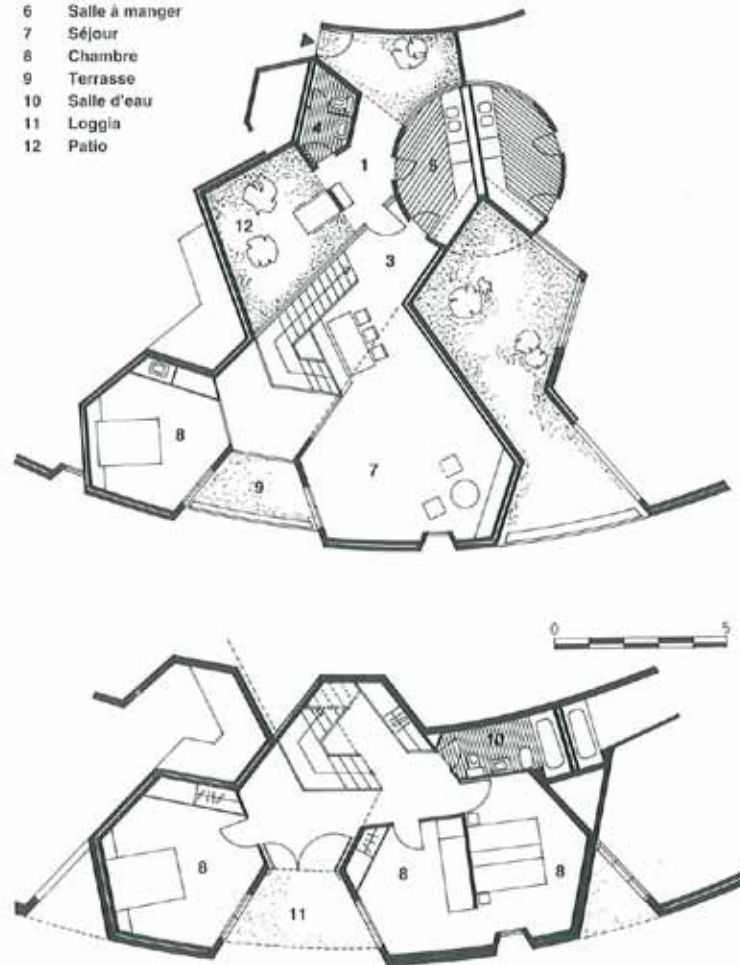 6 Salle à manger
7 Séjour
8 Chambre
9 Terrasse
10 Salle d'eau
11 Loggia
12 Patio
4
1
5
12
3
8
7
9
0 5
10
8
8
8
11